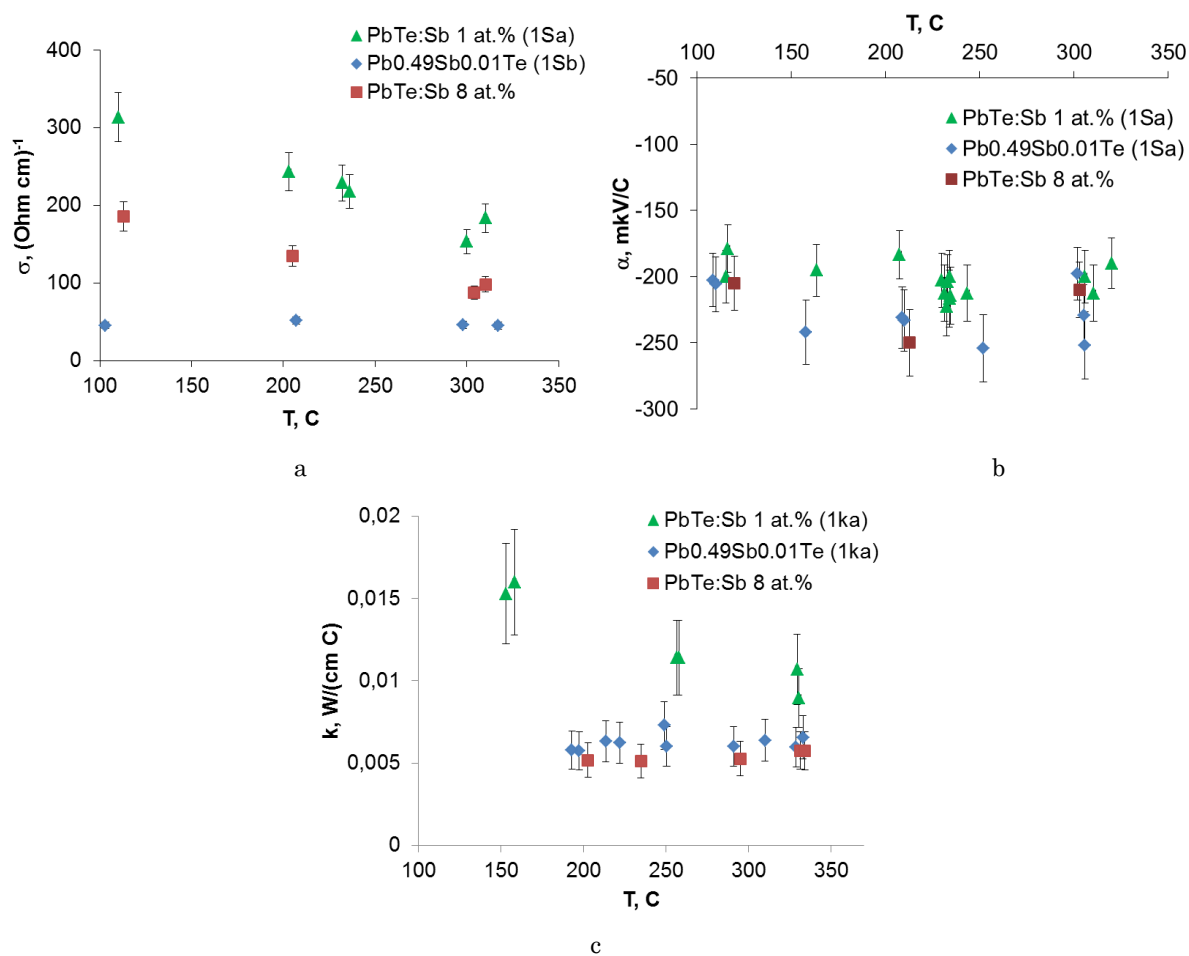 PbTe:Sb 1 at.% (1Sa)
Pb0.49Sb0.01Te (1Sb)
PbTe:Sb 8 at.%
400
300
200
100
0
σ, (Ohm cm)⁻¹
100 150 200 250 300 350
T, C
a
T, C
100 150 200 250 300 350
-50
-100
-150
-200
-250
-300
α, mkV/C
PbTe:Sb 1 at.% (1Sa)
Pb0.49Sb0.01Te (1Sa)
PbTe:Sb 8 at.%
b
0,02
0,015
0,01
0,005
0
k, W/(cm C)
PbTe:Sb 1 at.% (1ka)
Pb0.49Sb0.01Te (1ka)
PbTe:Sb 8 at.%
100 150 200 250 300 350
T, C
c